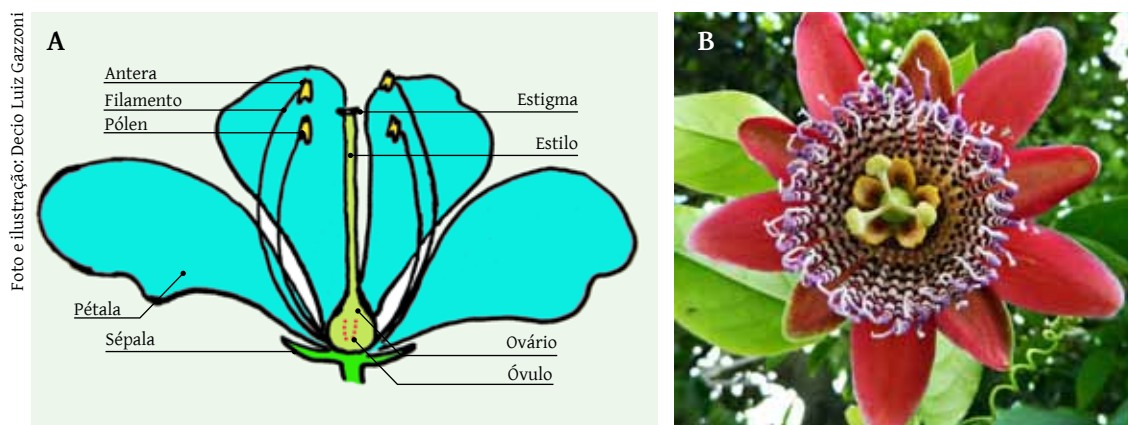 Foto e ilustração: Decio Luiz Gazzoni
A
Antera
Filamento
Pólen
Pétala
Sépala
Estigma
Estilo
Ovário
Óvulo
B